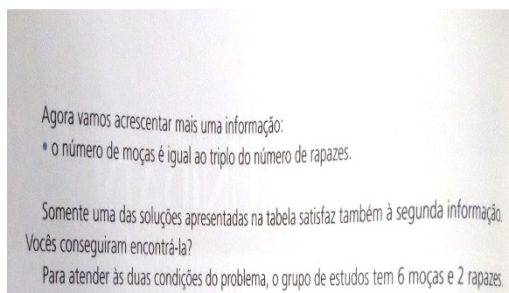 Agora vamos acrescentar mais uma informação:
• o número de moças é igual ao triplo do número de rapazes.
Somente uma das soluções apresentadas na tabela satisfaz também à segunda informação.
Vocês conseguiram encontrá-la?
Para atender às duas condições do problema, o grupo de estudos tem 6 moças e 2 rapazes.